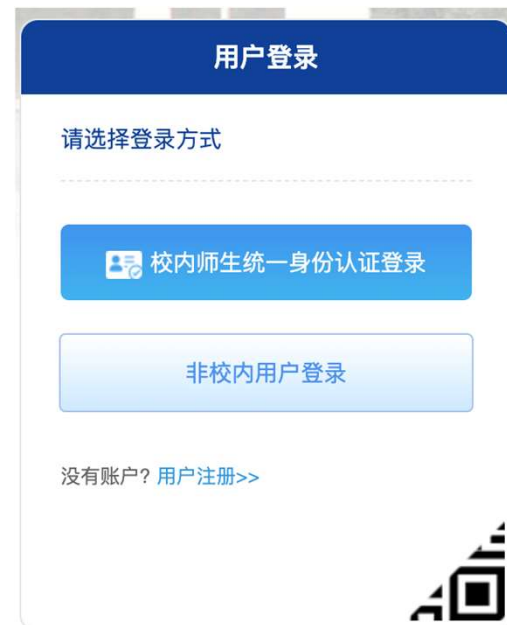 用户登录
请选择登录方式
校内师生统一身份认证登录
非校内用户登录
没有账户? 用户注册>>